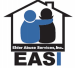 Elder Abuse Services, Inc.
EASI